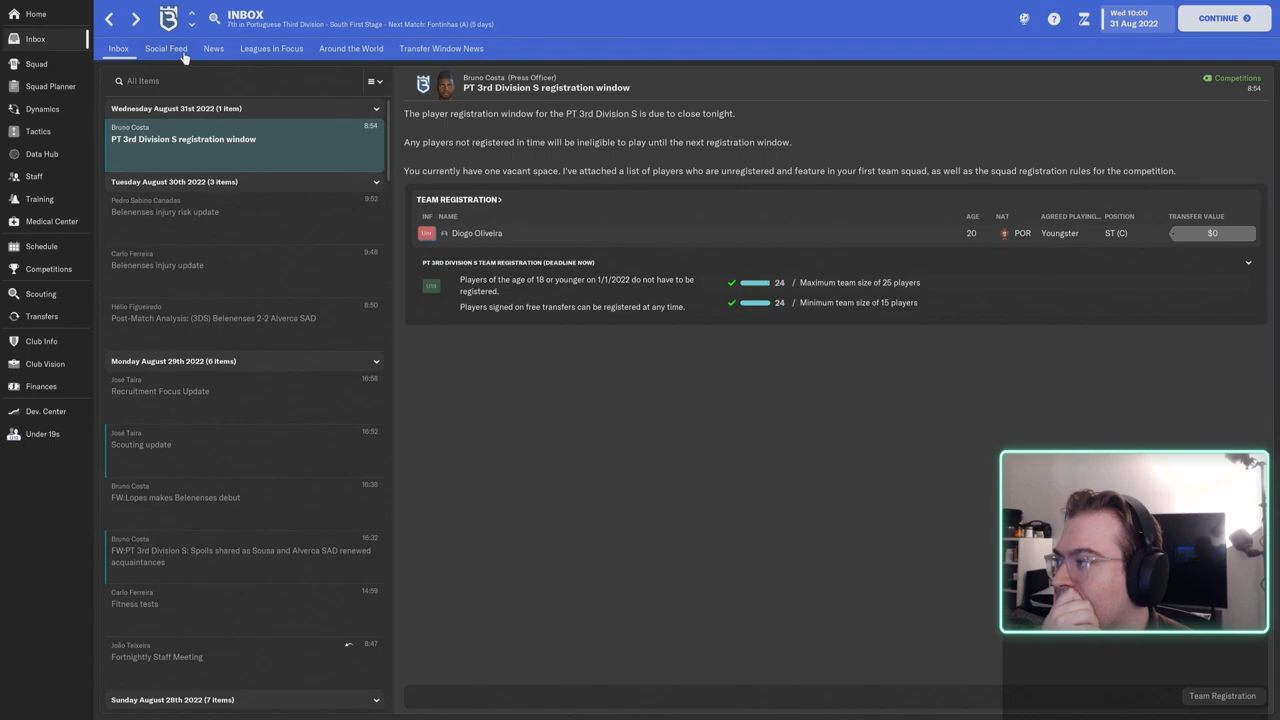 Home
Inbox
Squad
Squad Planner
Dynamics
Tactics
Data Hub
Staff
Training
Medical Center
Schedule
Competitions
Scouting
Transfers
Club Info
Club Vision
Finances
Dev. Center
Under 19s
INBOX
7th in Portuguese Third Division - South First Stage - Next Match: Fontinhas (A) (5 days)
Wed 10:00
31 Aug 2022
CONTINUE
Inbox
Social Feed
News
Leagues in Focus
Around the World
Transfer Window News
All Items
Wednesday August 31st 2022 (1 item)
Bruno Costa
8:54
PT 3rd Division S registration window
Tuesday August 30th 2022 (3 items)
Pedro Sabino Canadas
9:52
Belenenses injury risk update
Carlo Ferreira
9:48
Belenenses injury update
Hélio Figueiredo
8:50
Post-Match Analysis: (3DS) Belenenses 2-2 Alverca SAD
Monday August 29th 2022 (6 items)
José Taira
16:58
Recruitment Focus Update
José Taira
16:52
Scouting update
Bruno Costa
16:38
FW:Lopes makes Belenenses debut
Bruno Costa
16:32
FW:PT 3rd Division S: Spoils shared as Sousa and Alverca SAD renewed
acquaintances
Carlo Ferreira
14:59
Fitness tests
João Teixeira
8:47
Fortnightly Staff Meeting
Sunday August 28th 2022 (7 items)
Bruno Costa (Press Officer)
PT 3rd Division S registration window
Competitions
8:54
The player registration window for the PT 3rd Division S is due to close tonight.
Any players not registered in time will be ineligible to play until the next registration window.
You currently have one vacant space. I've attached a list of players who are unregistered and feature in your first team squad, as well as the squad registration rules for the competition.
TEAM REGISTRATION>
INF NAME AGE NAT AGREED PLAYING... POSITION TRANSFER VALUE
Unr Diogo Oliveira 20 POR Youngster ST (C) $0
PT 3RD DIVISION S TEAM REGISTRATION (DEADLINE NOW)
U19
Players of the age of 18 or younger on 1/1/2022 do not have to be
registered.
Players signed on free transfers can be registered at any time.
24 / Maximum team size of 25 players
24 / Minimum team size of 15 players
Team Registration